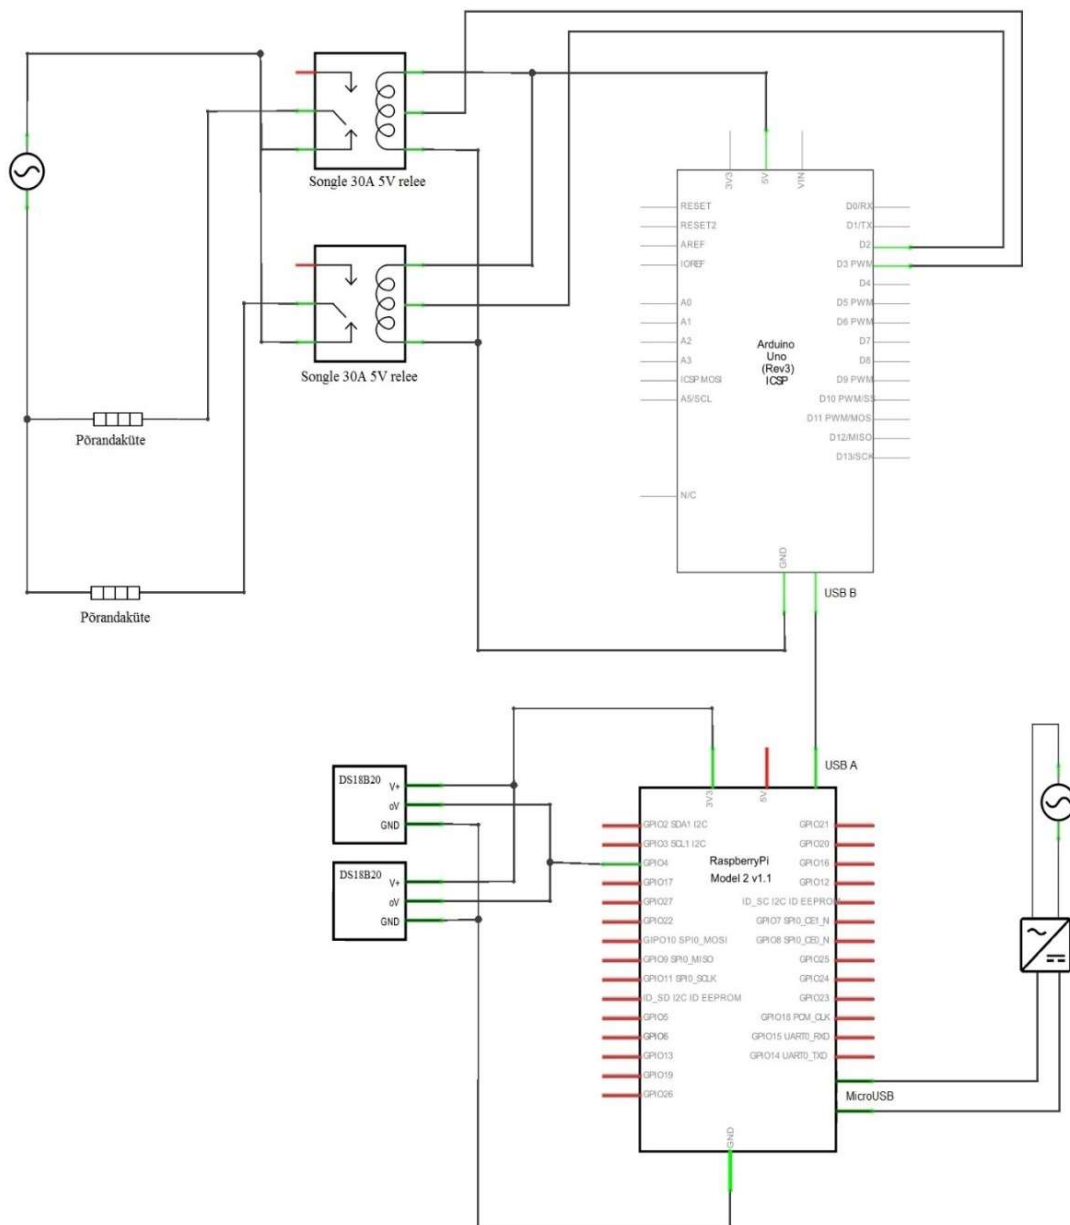 Songle 30A 5V relee
Songle 30A 5V relee
Põrandaküte
Põrandaküte
3V3
5V
VIN
RESET
RESET2
AREF
IOREF
A0
A1
A2
A3
ICSP MOSI
A5/SCL
N/C
D0/RX
D1/TX
D2
D3 PWM
D4
D5 PWM
D6 PWM
D7
D8
D9 PWM
D10 PWM/SS
D11 PWM/MOS
D12/MISO
D13/SCK
Arduino
Uno
(Rev3)
ICSP
GND
USB B
USB A
DS18B20
V+
oV
GND
DS18B20
V+
oV
GND
3V3
5V
GPIO2 SDA1 I2C
GPIO3 SCL1 I2C
GPIO4
GPIO17
GPIO27
GPIO22
GIPO10 SPI0_MOSI
GPIO9 SPI0_MISO
GPIO11 SPI0_SCLK
ID_SD I2C ID EEPROM
GPIO5
GPIO6
GPIO13
GPIO19
GPIO26
RaspberryPi
Model 2 v1.1
GPIO21
GPIO20
GPIO16
GPIO12
ID_SC I2C ID EEPROM
GPIO7 SPI0_CE1_N
GPIO8 SPI0_CE0_N
GPIO25
GPIO24
GPIO23
GPIO18 PCM_CLK
GPIO15 UART0_RXD
GPIO14 UART0_TXD
MicroUSB
GND